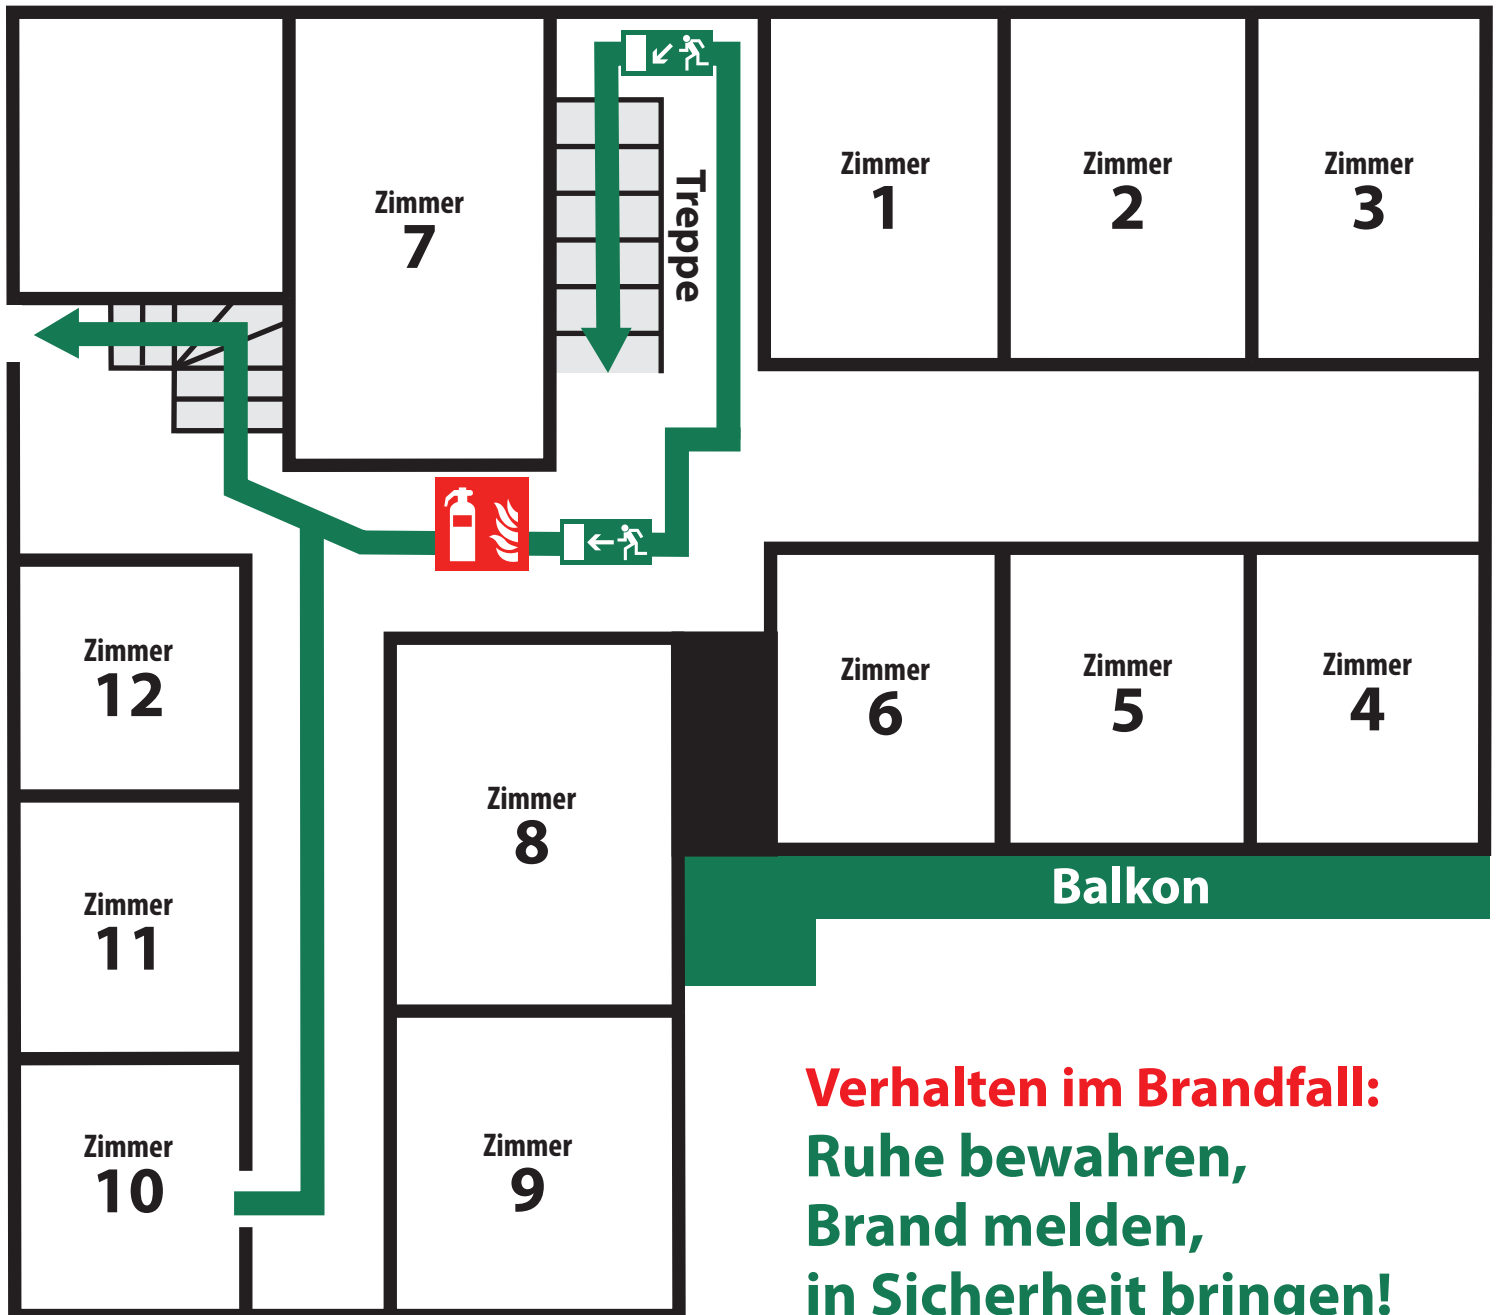 Zimmer
1
Zimmer
2
Zimmer
3
Zimmer
7
Treppe
Zimmer
12
Zimmer
8
Zimmer
6
Zimmer
5
Zimmer
4
Balkon
Zimmer
11
Zimmer
10
Zimmer
9
Verhalten im Brandfall:
Ruhe bewahren,
Brand melden,
in Sicherheit bringen!